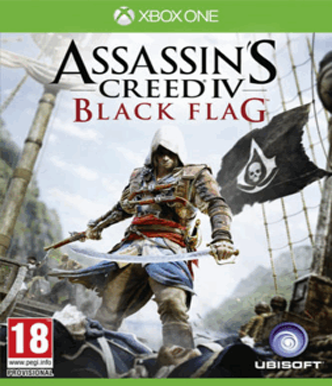 XBOX ONE
ASSASSIN'S
CREED IV
BLACK FLAG
18
www.pegi.info
PROVISIONAL
UBISOFT